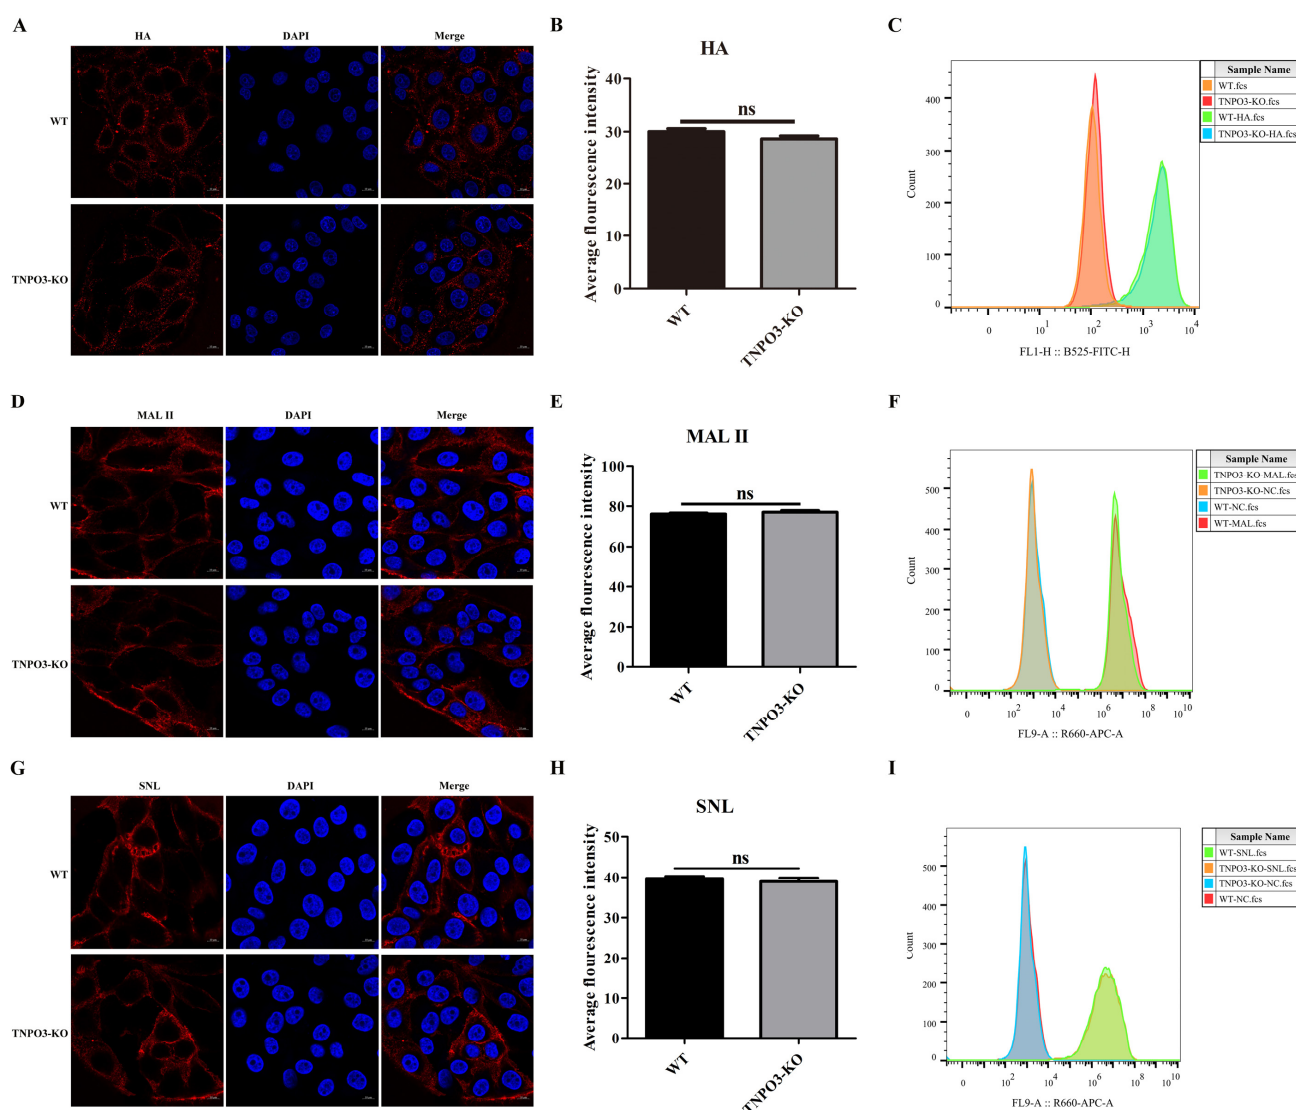 A
HA DAPI Merge
WT
TNPO3-KO
B
HA
Average flourescence intensity
40
30
20
10
0
ns
WT
TNPO3-KO
C
Count
400
300
200
100
0
0 10^1 10^2 10^3 10^4
FL1-H :: B525-FITC-H
Sample Name
WT.fcs
TNPO3-KO.fcs
WT-HA.fcs
TNPO3-KO-HA.fcs
D
MAL II DAPI Merge
WT
TNPO3-KO
E
MAL II
Average flourescence intensity
100
80
60
40
20
0
ns
WT
TNPO3-KO
F
Count
500
400
300
200
100
0
0 10^2 10^4 10^6 10^8 10^10
FL9-A :: R660-APC-A
Sample Name
TNPO3-KO-MAL.fcs
TNPO3-KO-NC.fcs
WT-NC.fcs
WT-MAL.fcs
G
SNL DAPI Merge
WT
TNPO3-KO
H
SNL
Average flourescence intensity
50
40
30
20
10
0
ns
WT
TNPO3-KO
I
Count
500
400
300
200
100
0
0 10^2 10^4 10^6 10^8 10^10
FL9-A :: R660-APC-A
Sample Name
WT-SNL.fcs
TNPO3-KO-SNL.fcs
TNPO3-KO-NC.fcs
WT-NC.fcs